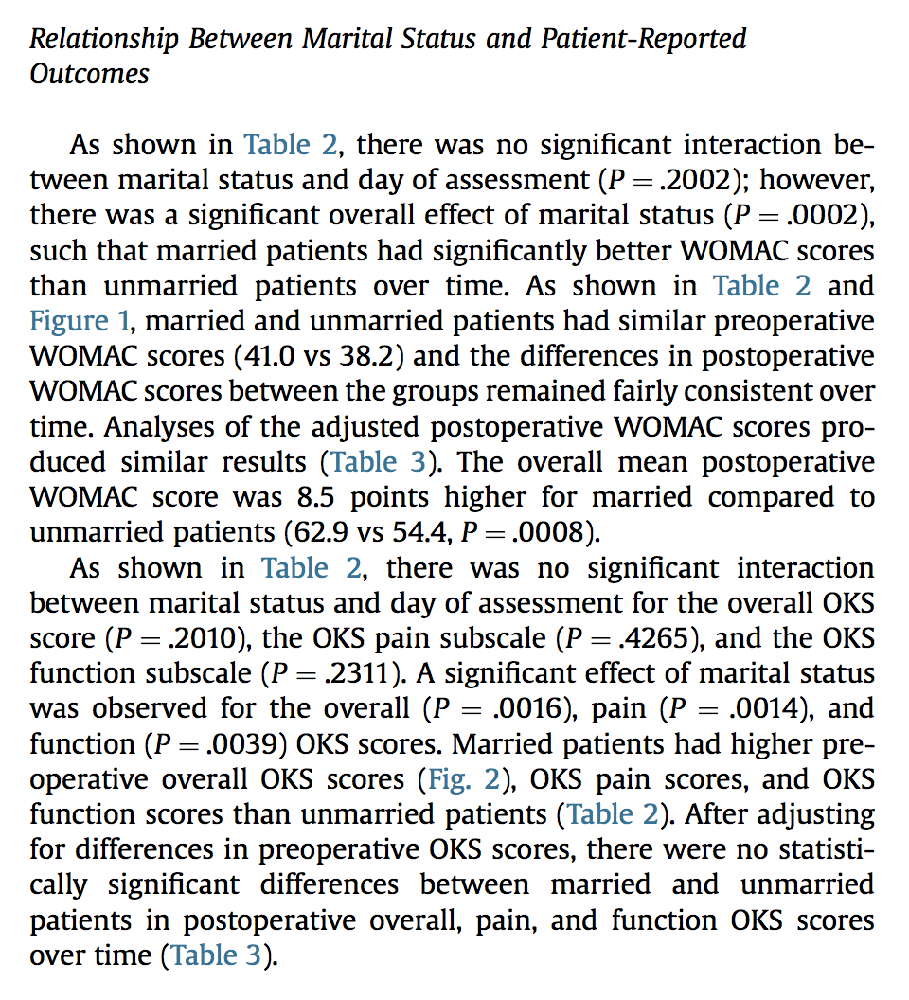 Relationship Between Marital Status and Patient-Reported
Outcomes
As shown in Table 2, there was no significant interaction be-
tween marital status and day of assessment (P = .2002); however,
there was a significant overall effect of marital status (P = .0002),
such that married patients had significantly better WOMAC scores
than unmarried patients over time. As shown in Table 2 and
Figure 1, married and unmarried patients had similar preoperative
WOMAC scores (41.0 vs 38.2) and the differences in postoperative
WOMAC scores between the groups remained fairly consistent over
time. Analyses of the adjusted postoperative WOMAC scores pro-
duced similar results (Table 3). The overall mean postoperative
WOMAC score was 8.5 points higher for married compared to
unmarried patients (62.9 vs 54.4, P = .0008).
As shown in Table 2, there was no significant interaction
between marital status and day of assessment for the overall OKS
score (P = .2010), the OKS pain subscale (P = .4265), and the OKS
function subscale (P = .2311). A significant effect of marital status
was observed for the overall (P = .0016), pain (P = .0014), and
function (P = .0039) OKS scores. Married patients had higher pre-
operative overall OKS scores (Fig. 2), OKS pain scores, and OKS
function scores than unmarried patients (Table 2). After adjusting
for differences in preoperative OKS scores, there were no statisti-
cally significant differences between married and unmarried
patients in postoperative overall, pain, and function OKS scores
over time (Table 3).